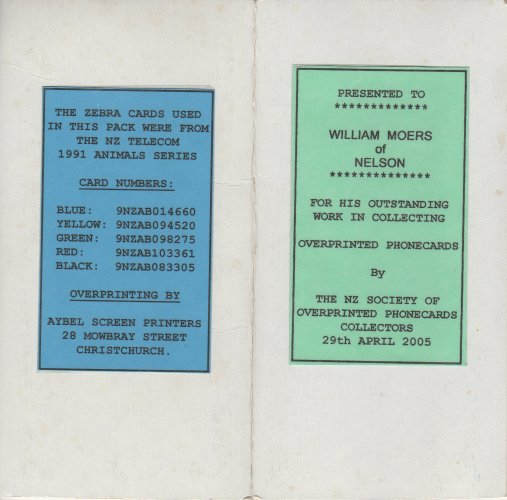 THE ZEBRA CARDS USED
IN THIS PACK WERE FROM
THE NZ TELECOM
1991 ANIMALS SERIES
CARD NUMBERS:
BLUE: 9NZAB014660
YELLOW: 9NZAB094520
GREEN: 9NZAB098275
RED: 9NZAB103361
BLACK: 9NZAB083305
OVERPRINTING BY
AYBEL SCREEN PRINTERS
28 MOWBRAY STREET
CHRISTCHURCH.
PRESENTED TO
*************
WILLIAM MOERS
of
NELSON
**************
FOR HIS OUTSTANDING
WORK IN COLLECTING
OVERPRINTED PHONECARDS
By
THE NZ SOCIETY OF
OVERPRINTED PHONECARDS
COLLECTORS
29th APRIL 2005